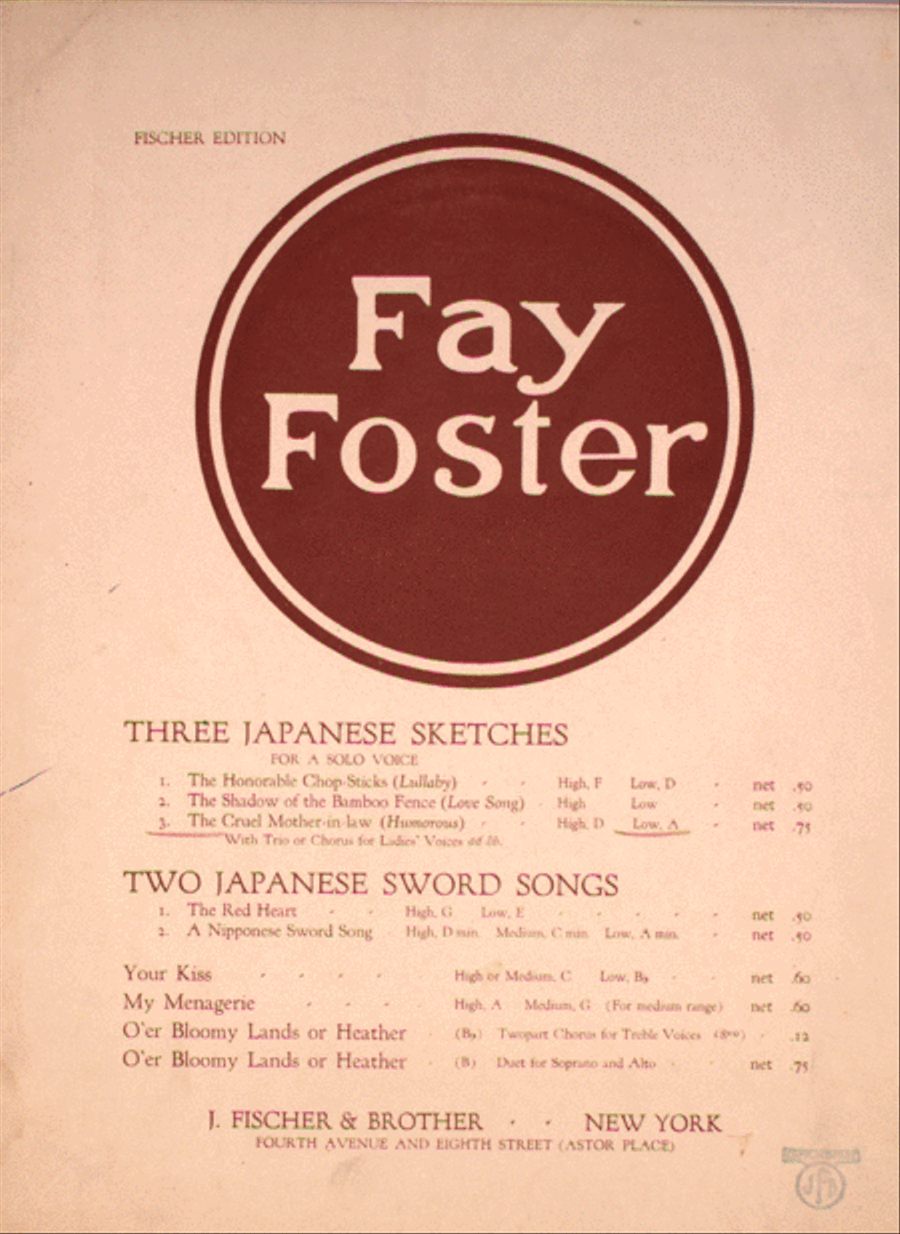 FISCHER EDITION
Fay
Foster
THREE JAPANESE SKETCHES
FOR A SOLO VOICE
1. The Honorable Chop-Sticks (Lullaby) - - High, F Low, D - net .50
2. The Shadow of the Bamboo Fence (Love Song) - High Low - net .50
3. The Cruel Mother-in-law (Humorous) - - High, D Low, A - net .75
With Trio or Chorus for Ladies' Voices ad lib.
TWO JAPANESE SWORD SONGS
1. The Red Heart - - High, G Low, E - - - - - net .50
2. A Nipponese Sword Song - High, D min. Medium, C min. Low, A min. - net .50
Your Kiss - - - - High or Medium, C Low, B♭ - - net .60
My Menagerie - - - High, A Medium, G (For medium range) net .60
O'er Bloomy Lands or Heather - (B♭) Twopart Chorus for Treble Voices (8vo) - .12
O'er Bloomy Lands or Heather - (B) Duet for Soprano and Alto - - net .75
J. FISCHER & BROTHER - - NEW YORK
FOURTH AVENUE AND EIGHTH STREET (ASTOR PLACE)